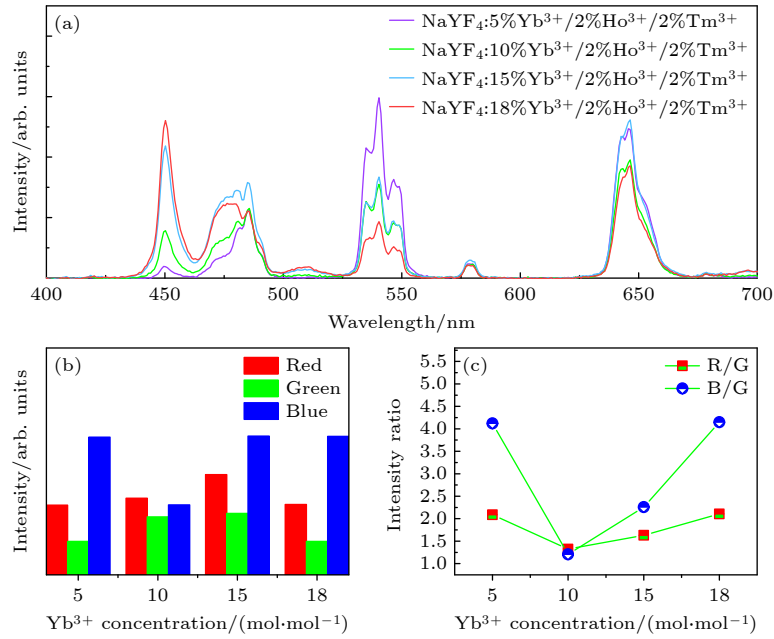 (a)
NaYF₄:5%Yb³⁺/2%Ho³⁺/2%Tm³⁺
NaYF₄:10%Yb³⁺/2%Ho³⁺/2%Tm³⁺
NaYF₄:15%Yb³⁺/2%Ho³⁺/2%Tm³⁺
NaYF₄:18%Yb³⁺/2%Ho³⁺/2%Tm³⁺
Intensity/arb. units
400 450 500 550 600 650 700
Wavelength/nm
(b)
Red
Green
Blue
Intensity/arb. units
5 10 15 18
Yb³⁺ concentration/(mol·mol⁻¹)
(c)
R/G
B/G
Intensity ratio
5.5
5.0
4.5
4.0
3.5
3.0
2.5
2.0
1.5
1.0
5 10 15 18
Yb³⁺ concentration/(mol·mol⁻¹)